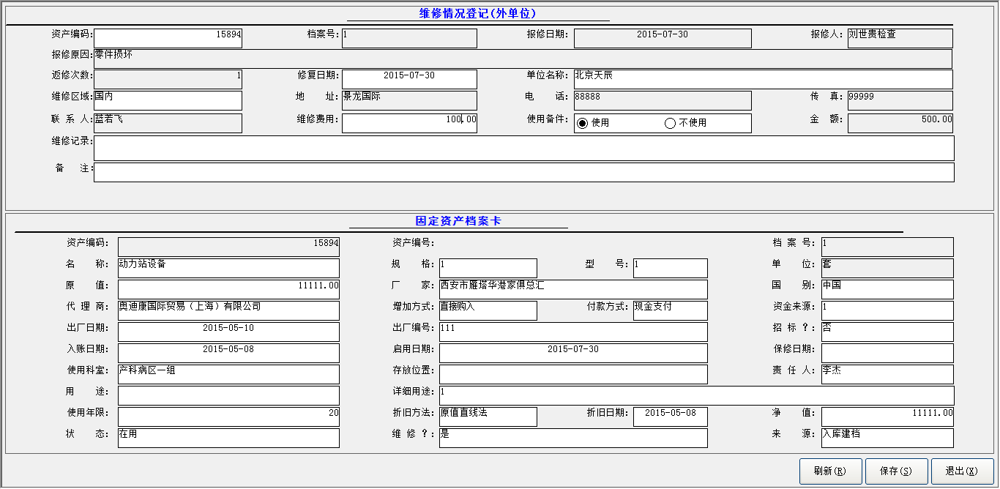 维修情况登记(外单位)
资产编码: 15894 档案号: 1 报修日期: 2015-07-30 报修人: 刘世贵检查
报修原因: 零件损坏
返修次数: 1 修复日期: 2015-07-30 单位名称: 北京天辰
维修区域: 国内 地 址: 景龙国际 电 话: 88888 传 真: 99999
联 系 人: 蓝若飞 维修费用: 100.00 使用备件: 使用 不使用 金 额: 500.00
维修记录:
备 注:
固定资产档案卡
资产编码: 15894 资产编号: 档 案 号: 1
名 称: 动力站设备 规 格: 1 型 号: 1 单 位: 套
原 值: 11111.00 厂 家: 西安市雁塔华港家俱总汇 国 别: 中国
代 理 商: 奥迪康国际贸易（上海）有限公司 增加方式: 直接购入 付款方式: 现金支付 资金来源: 1
出厂日期: 2015-05-10 出厂编号: 111 招 标 ?: 否
入账日期: 2015-05-08 启用日期: 2015-07-30 保修日期:
使用科室: 产科病区一组 存放位置: 责 任 人: 李杰
用 途: 详细用途: 1
使用年限: 20 折旧方法: 原值直线法 折旧日期: 2015-05-08 净 值: 11111.00
状 态: 在用 维 修 ?: 是 来 源: 入库建档
刷新(R) 保存(S) 退出(X)